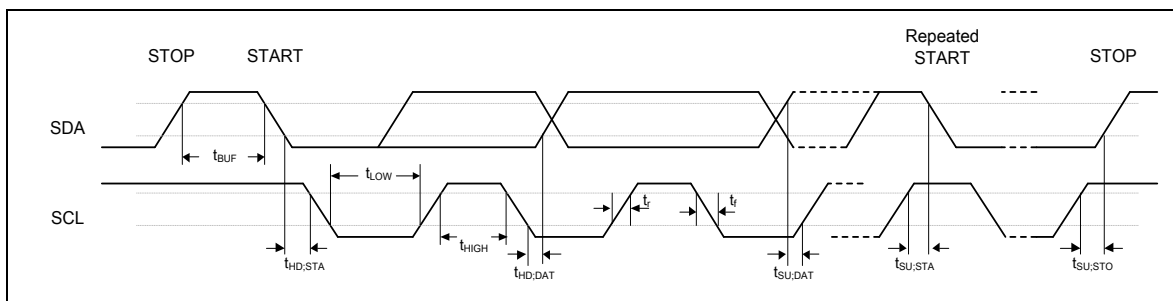 Repeated
STOP START START STOP
SDA
tBUF
tLOW
SCL
tr tf
tHIGH
tHD;STA tHD;DAT tSU;DAT tSU;STA tSU;STO